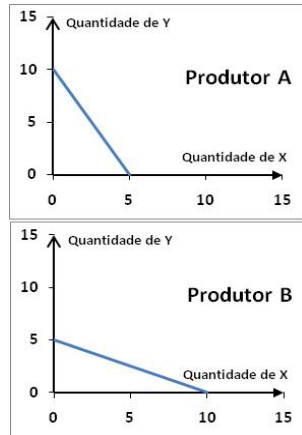 15
Quantidade de Y
10
Produtor A
5
Quantidade de X
0
0 5 10 15
15
Quantidade de Y
10
Produtor B
5
Quantidade de X
0
0 5 10 15